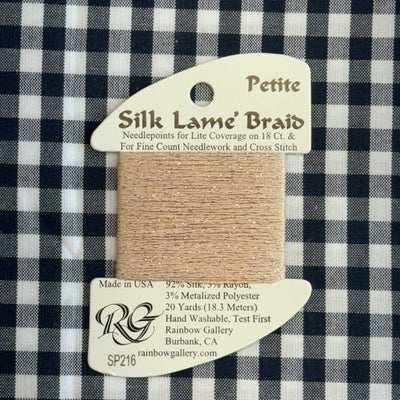 Petite
Silk Lamé Braid
Needlepoints for Lite Coverage on 18 Ct. &
For Fine Count Needlework and Cross Stitch
Made in USA
92% Silk, 5% Rayon,
3% Metalized Polyester
20 Yards (18.3 Meters)
Hand Washable, Test First
Rainbow Gallery
Burbank, CA
rainbowgallery.com
RG
SP216